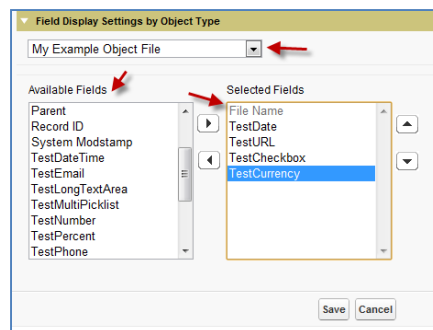 Field Display Settings by Object Type
My Example Object File
Available Fields
Parent
Record ID
System Modstamp
TestDateTime
TestEmail
TestLongTextArea
TestMultiPicklist
TestNumber
TestPercent
TestPhone
Selected Fields
File Name
TestDate
TestURL
TestCheckbox
TestCurrency
Save Cancel